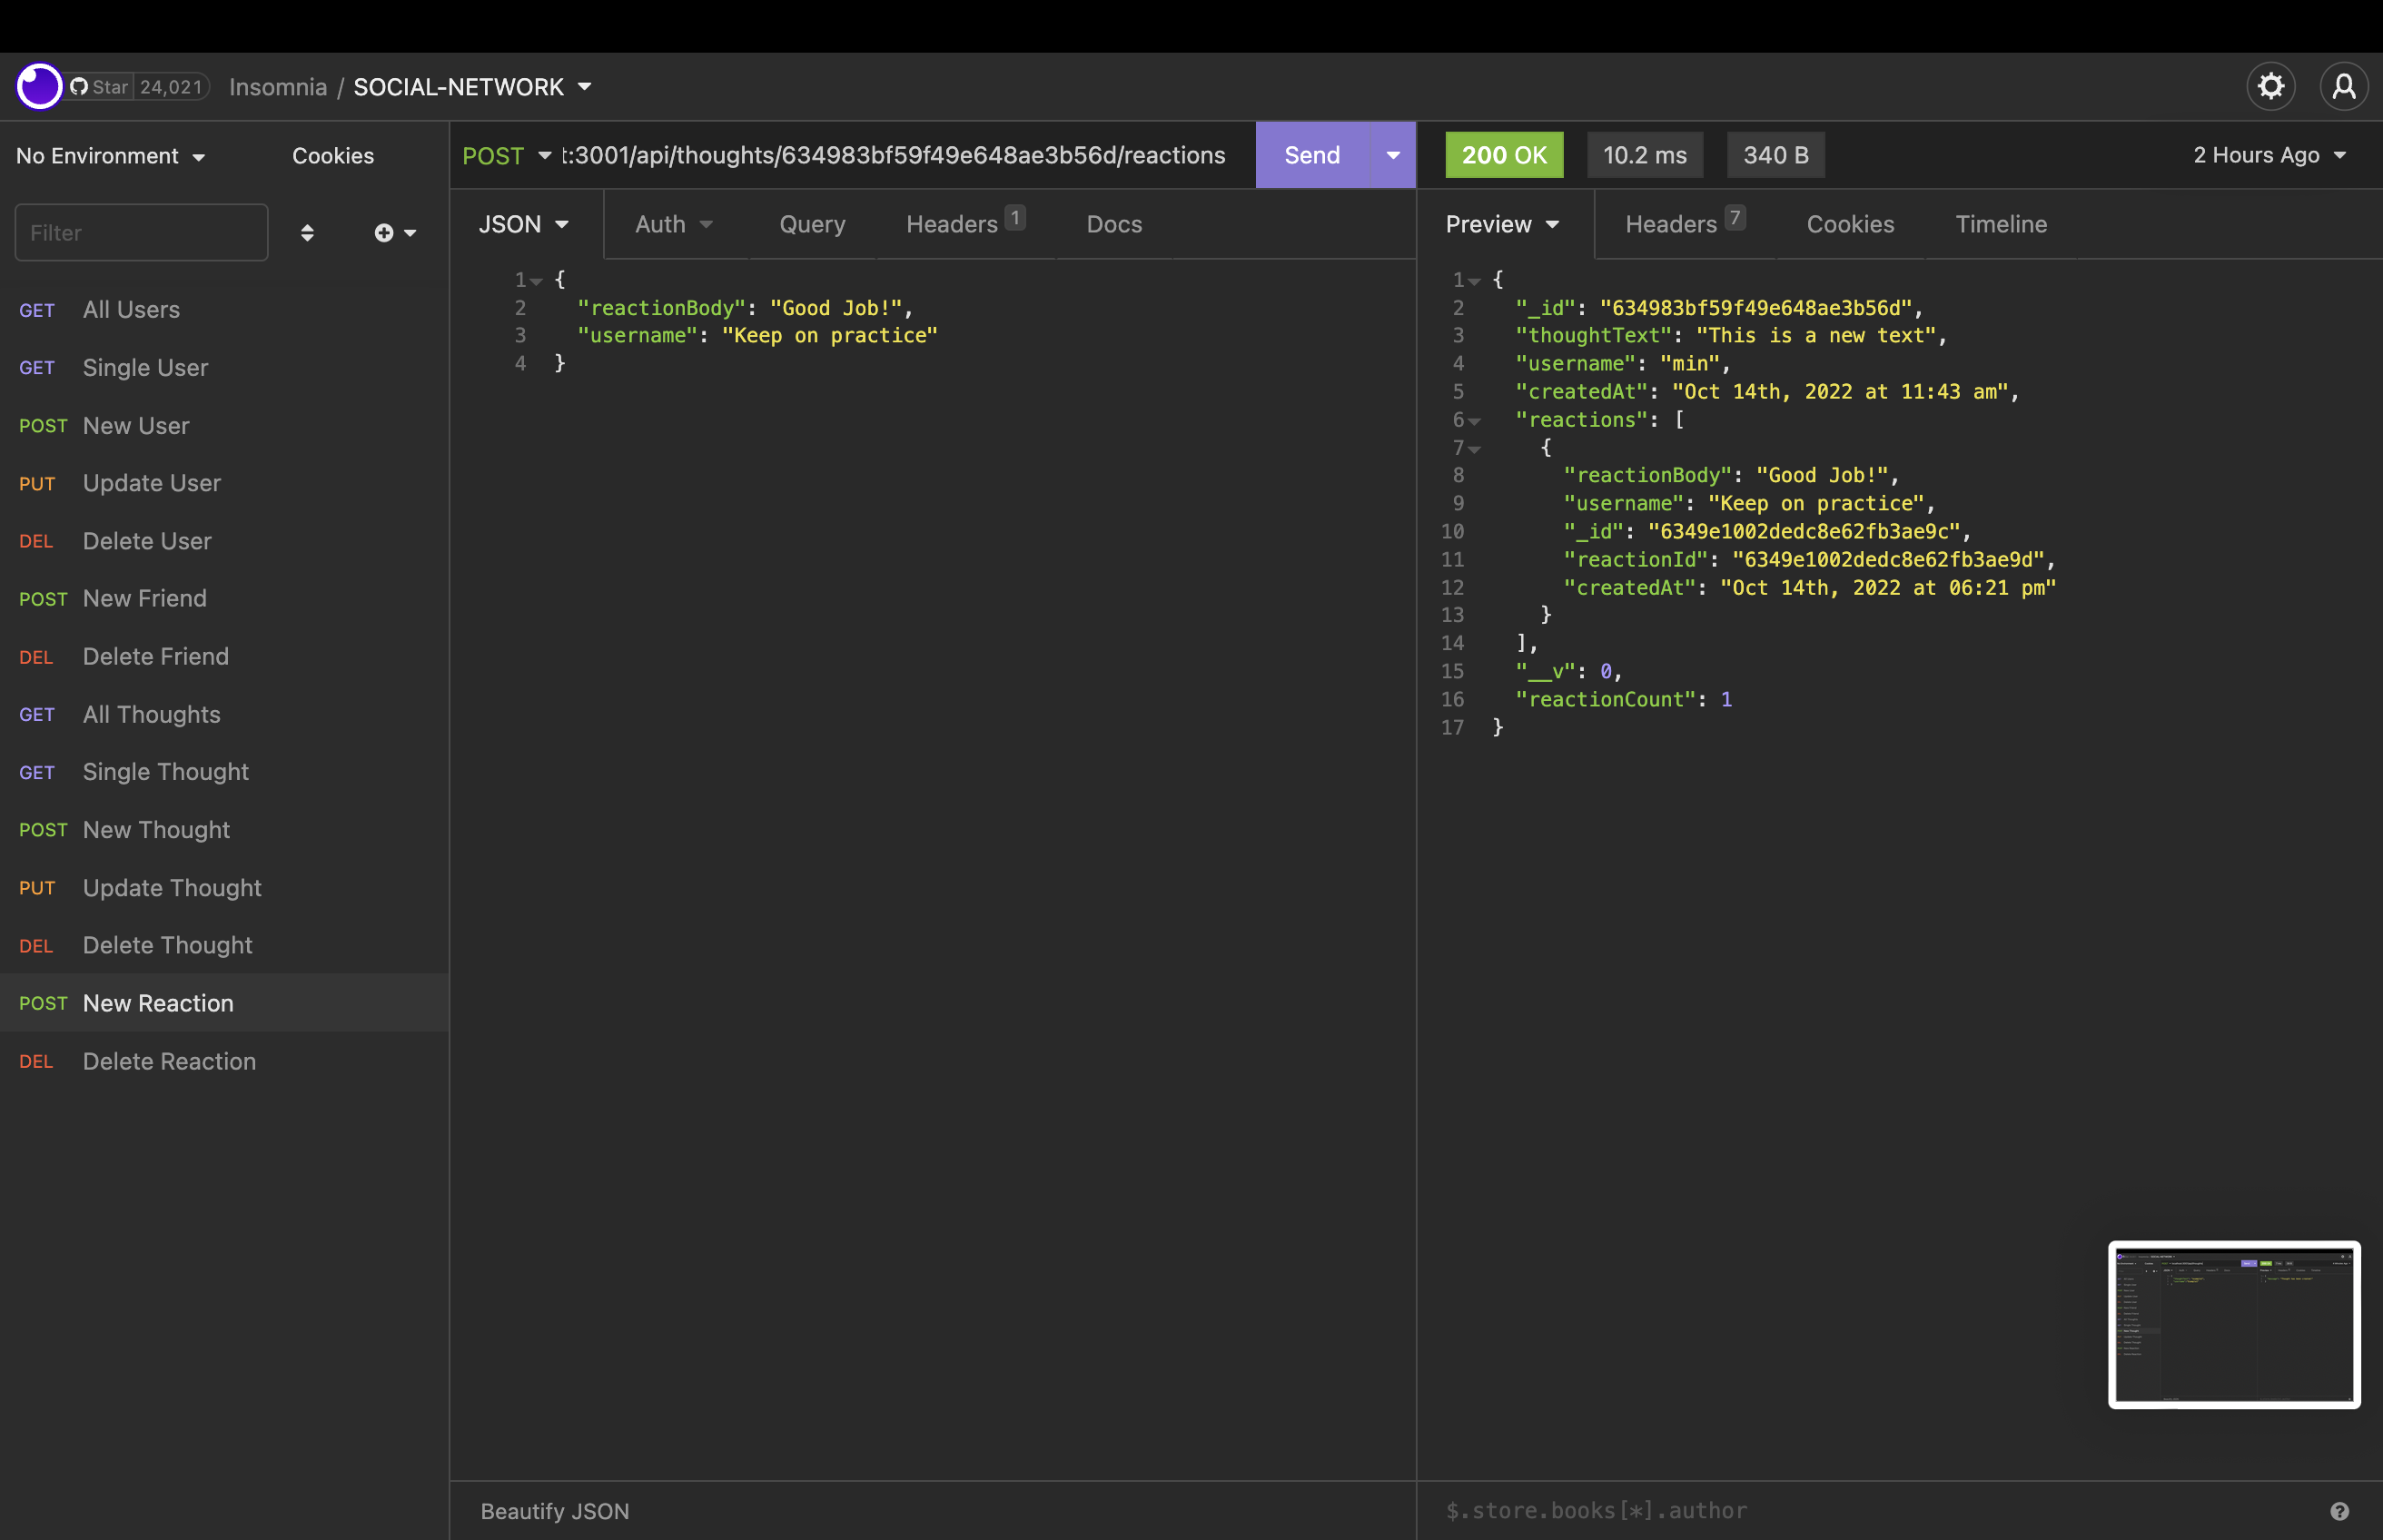 Star 24,021 Insomnia / SOCIAL-NETWORK
No Environment Cookies
Filter
GET All Users
GET Single User
POST New User
PUT Update User
DEL Delete User
POST New Friend
DEL Delete Friend
GET All Thoughts
GET Single Thought
POST New Thought
PUT Update Thought
DEL Delete Thought
POST New Reaction
DEL Delete Reaction
POST t:3001/api/thoughts/634983bf59f49e648ae3b56d/reactions Send
JSON Auth Query Headers 1 Docs
1 {
2 "reactionBody": "Good Job!",
3 "username": "Keep on practice"
4 }
Beautify JSON
200 OK 10.2 ms 340 B 2 Hours Ago
Preview Headers 7 Cookies Timeline
1 {
2 "_id": "634983bf59f49e648ae3b56d",
3 "thoughtText": "This is a new text",
4 "username": "min",
5 "createdAt": "Oct 14th, 2022 at 11:43 am",
6 "reactions": [
7 {
8 "reactionBody": "Good Job!",
9 "username": "Keep on practice",
10 "_id": "6349e1002dedc8e62fb3ae9c",
11 "reactionId": "6349e1002dedc8e62fb3ae9d",
12 "createdAt": "Oct 14th, 2022 at 06:21 pm"
13 }
14 ],
15 "__v": 0,
16 "reactionCount": 1
17 }
$.store.books[*].author